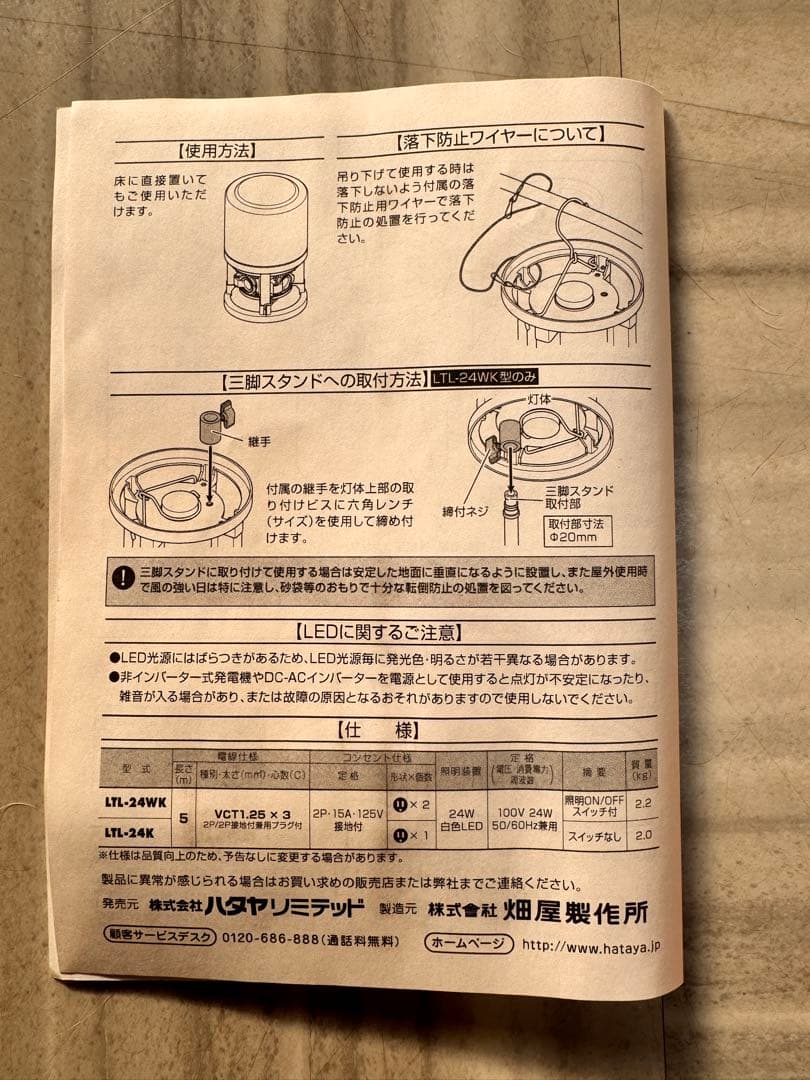 【使用方法】
床に直接置いて
もご使用いただ
けます。
【落下防止ワイヤーについて】
吊り下げて使用する時は
落下しないよう付属の落
下防止用ワイヤーで落下
防止の処置を行ってくだ
さい。
【三脚スタンドへの取付方法】LTL-24WK型のみ
継手
付属の継手を灯体上部の取
り付けビスに六角レンチ
(サイズ)を使用して締め付
けます。
灯体
締付ネジ
三脚スタンド
取付部
取付部寸法
Φ20mm
三脚スタンドに取り付けて使用する場合は安定した地面に垂直になるように設置し、また屋外使用時
で風の強い日は特に注意し、砂袋等のおもりで十分な転倒防止の処置を図ってください。
【LEDに関するご注意】
●LED光源にはばらつきがあるため、LED光源毎に発光色・明るさが若干異なる場合があります。
●非インバーター式発電機やDC-ACインバーターを電源として使用すると点灯が不安定になったり、
雑音が入る場合があり、または故障の原因となるおそれがありますので使用しないでください。
【仕 様】
型式 電線仕様 コンセント仕様 照明装置 定格(電圧・消費電力)周波数 摘要 質量(kg)
長さ(m) 種別・太さ(mm²)・心数(C) 定格 形状×個数
LTL-24WK 5 VCT1.25×3 2P/2P接地付兼用プラグ付 2P・15A・125V接地付 ×2 24W白色LED 100V 24W 50/60Hz兼用 照明ON/OFFスイッチ付 2.2
LTL-24K ×1 スイッチなし 2.0
※仕様は品質向上のため、予告なしに変更する場合があります。
製品に異常が感じられる場合はお買い求めの販売店または弊社までご連絡ください。
発売元 株式会社ハタヤリミテッド 製造元 株式会社 畑屋製作所
顧客サービスデスク 0120-686-888(通話料無料) ホームページ http://www.hataya.jp